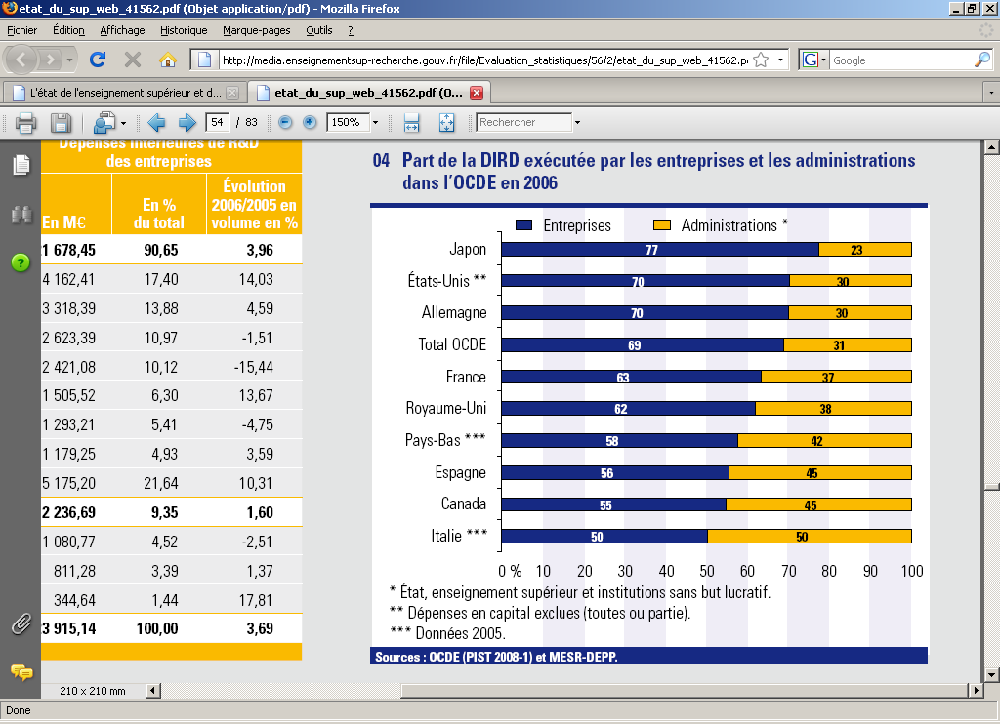 etat_du_sup_web_41562.pdf (Objet application/pdf) - Mozilla Firefox
Fichier Édition Affichage Historique Marque-pages Outils ?
http://media.enseignementsup-recherche.gouv.fr/file/Evaluation_statistiques/56/2/etat_du_sup_web_41562.p
G Google
L'état de l'enseignement supérieur et d... etat_du_sup_web_41562.pdf (O...
54 / 83 150% Rechercher
Dépenses intérieures de R&D
des entreprises
En M€
En %
du total
Évolution
2006/2005 en
volume en %
1 678,45 90,65 3,96
4 162,41 17,40 14,03
3 318,39 13,88 4,59
2 623,39 10,97 -1,51
2 421,08 10,12 -15,44
1 505,52 6,30 13,67
1 293,21 5,41 -4,75
1 179,25 4,93 3,59
5 175,20 21,64 10,31
2 236,69 9,35 1,60
1 080,77 4,52 -2,51
811,28 3,39 1,37
344,64 1,44 17,81
3 915,14 100,00 3,69
04 Part de la DIRD exécutée par les entreprises et les administrations
dans l'OCDE en 2006
Entreprises Administrations *
Japon 77 23
États-Unis ** 70 30
Allemagne 70 30
Total OCDE 69 31
France 63 37
Royaume-Uni 62 38
Pays-Bas *** 58 42
Espagne 56 45
Canada 55 45
Italie *** 50 50
0 % 10 20 30 40 50 60 70 80 90 100
* État, enseignement supérieur et institutions sans but lucratif.
** Dépenses en capital exclues (toutes ou partie).
*** Données 2005.
Sources : OCDE (PIST 2008-1) et MESR-DEPP.
210 x 210 mm
Done